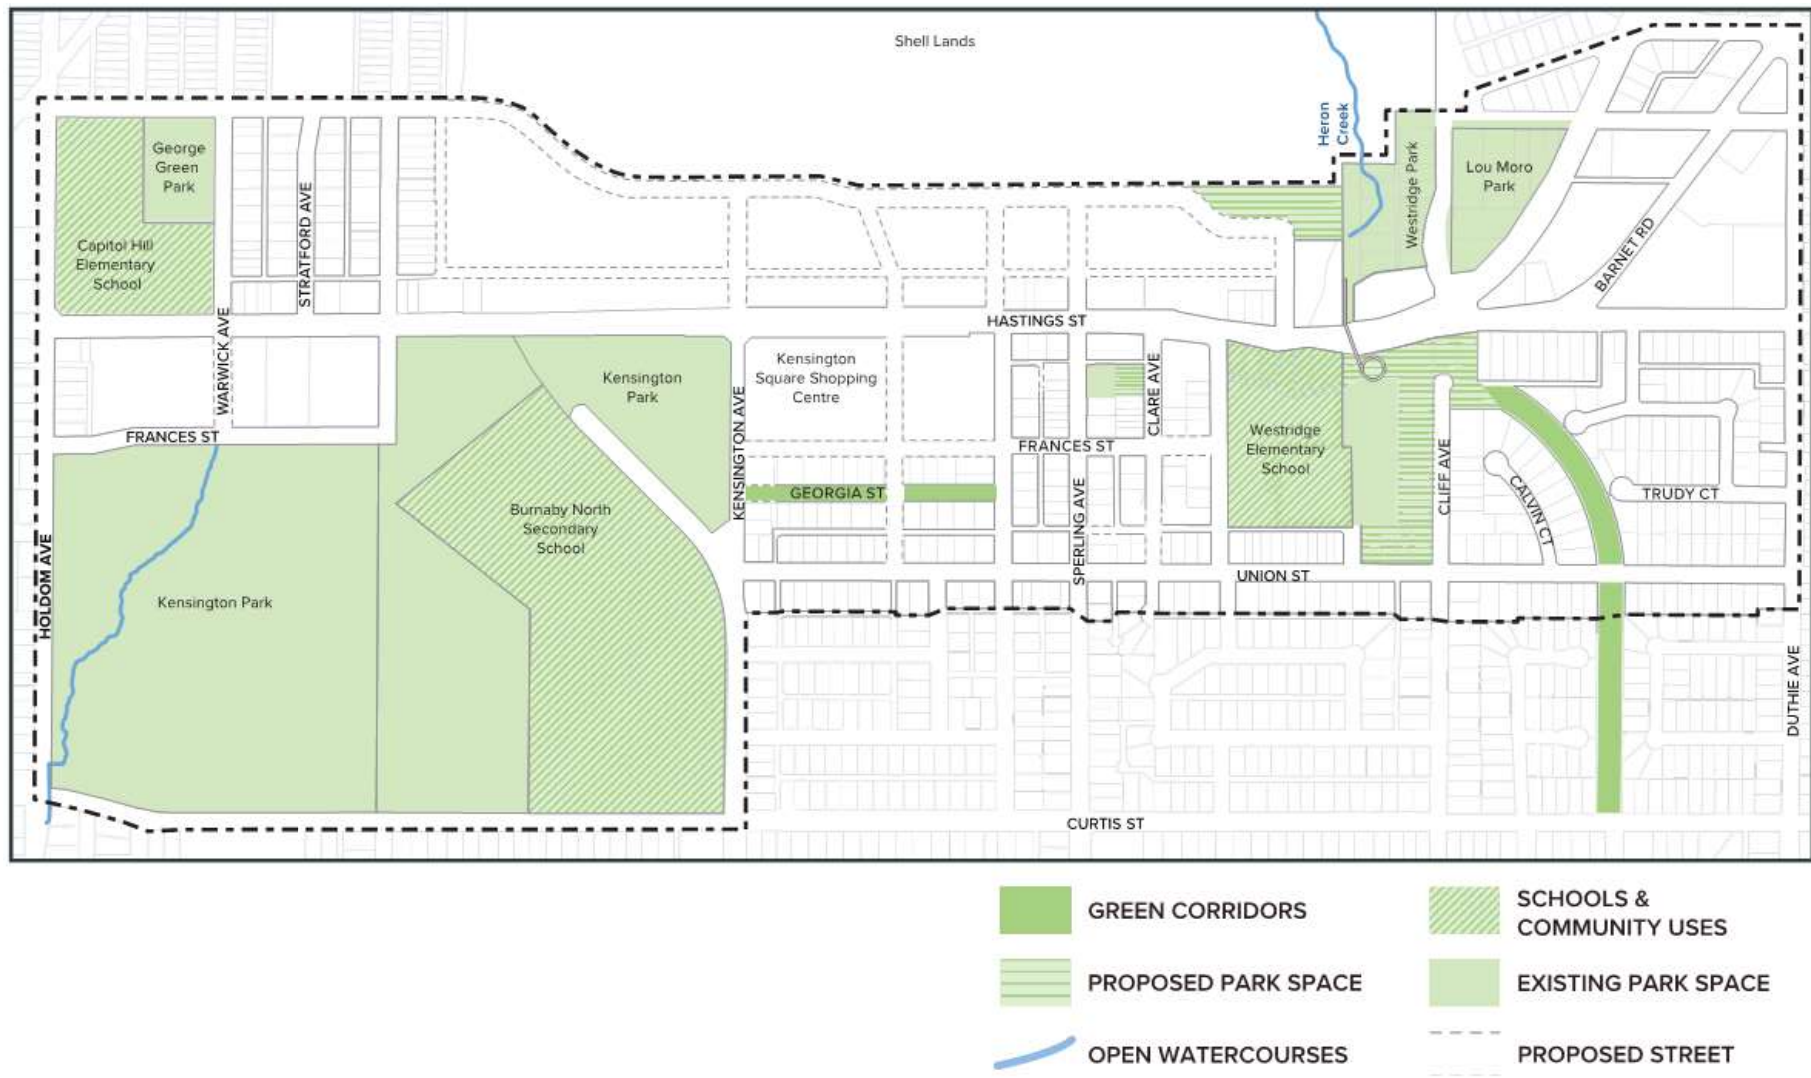 Shell Lands
Heron
Creek
George
Green
Park
Westridge Park
Lou Moro
Park
STRATFORD AVE
Capitol Hill
Elementary
School
BARNET RD
HASTINGS ST
WARWICK AVE
Kensington
Park
Kensington
Square Shopping
Centre
CLARE AVE
KENSINGTON AVE
FRANCES ST
FRANCES ST
Westridge
Elementary
School
CLIFF AVE
GEORGIA ST
CALVIN CT
TRUDY CT
Burnaby North
Secondary
School
SPERLING AVE
HOLDOM AVE
UNION ST
Kensington Park
DUTHIE AVE
CURTIS ST
GREEN CORRIDORS
SCHOOLS &
COMMUNITY USES
PROPOSED PARK SPACE
EXISTING PARK SPACE
OPEN WATERCOURSES
PROPOSED STREET